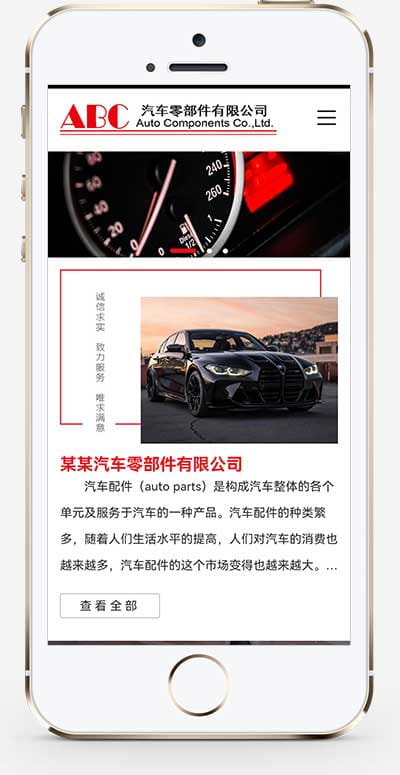 ABC
汽车零部件有限公司
Auto Components Co.,Ltd.
240
260
Diesel
1/2
1
诚信求实 致力服务 唯求满意
某某汽车零部件有限公司
汽车配件（auto parts）是构成汽车整体的各个
单元及服务于汽车的一种产品。汽车配件的种类繁
多，随着人们生活水平的提高，人们对汽车的消费也
越来越多，汽车配件的这个市场变得也越来越大。...
查看全部